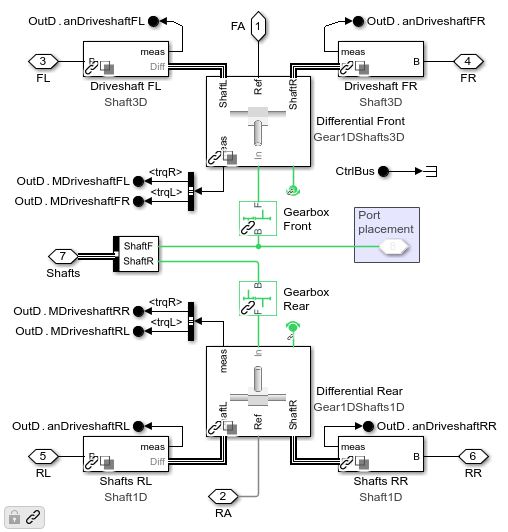 OutD . anDriveshaftFL
FA
1
OutD . anDriveshaftFR
3
FL
meas
Diff
Driveshaft FL
Shaft3D
meas
B
Driveshaft FR
Shaft3D
4
FR
ShaftL
Ref
ShaftR
meas
In
Differential Front
Gear1DShafts3D
OutD . MDriveshaftFL
<trqR>
OutD . MDriveshaftFR
<trqL>
CtrlBus
F
B
Gearbox
Front
Port
placement
8
7
Shafts
ShaftF
ShaftR
B
F
Gearbox
Rear
OutD . MDriveshaftRR
<trqR>
OutD . MDriveshaftRL
<trqL>
meas
In
Ref
ShaftR
Differential Rear
Gear1DShafts1D
OutD . anDriveshaftRL
OutD . anDriveshaftRR
5
RL
meas
Diff
Shafts RL
Shaft1D
2
RA
meas
B
Shafts RR
Shaft1D
6
RR